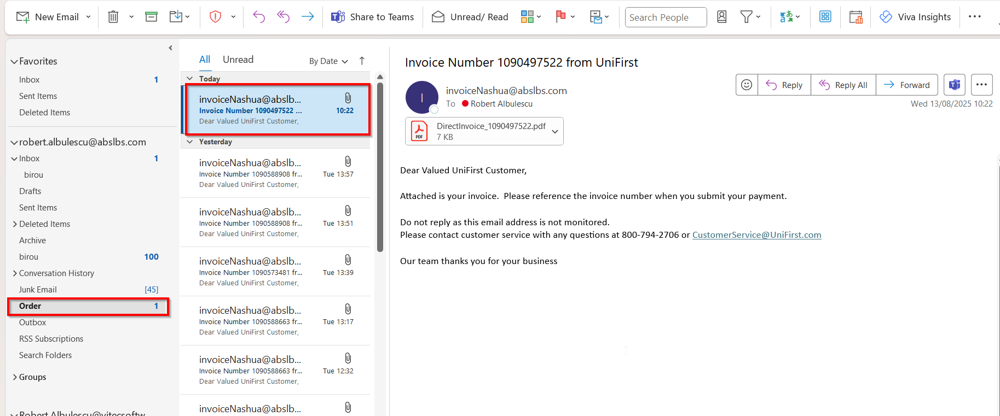 New Email
Share to Teams
Unread/ Read
Search People
Viva Insights
Favorites
Inbox 1
Sent Items
Deleted Items
robert.albulescu@abslbs.com
Inbox 1
birou
Drafts
Sent Items
Deleted Items
Archive
birou 100
Conversation History
Junk Email [45]
Order 1
Outbox
RSS Subscriptions
Search Folders
Groups
Robert.Albulescu@vitecsoftw...
All Unread By Date
Today
invoiceNashua@abslb...
Invoice Number 1090497522 ... 10:22
Dear Valued UniFirst Customer,
Yesterday
invoiceNashua@abslb...
Invoice Number 1090588908 fr... Tue 13:57
Dear Valued UniFirst Customer,
invoiceNashua@abslb...
Invoice Number 1090588908 fr... Tue 13:51
Dear Valued UniFirst Customer,
invoiceNashua@abslb...
Invoice Number 1090573481 fr... Tue 13:39
Dear Valued UniFirst Customer,
invoiceNashua@abslb...
Invoice Number 1090588663 fr... Tue 13:17
Dear Valued UniFirst Customer,
invoiceNashua@abslb...
Invoice Number 1090588663 fr... Tue 12:32
Dear Valued UniFirst Customer,
invoiceNashua@abslb...
Invoice Number 1090497522 from UniFirst
I
invoiceNashua@abslbs.com
To Robert Albulescu
Reply
Reply All
Forward
Wed 13/08/2025 10:22
PDF
DirectInvoice_1090497522.pdf
7 KB
Dear Valued UniFirst Customer,
Attached is your invoice.  Please reference the invoice number when you submit your payment.
Do not reply as this email address is not monitored.
Please contact customer service with any questions at 800-794-2706 or CustomerService@UniFirst.com
Our team thanks you for your business